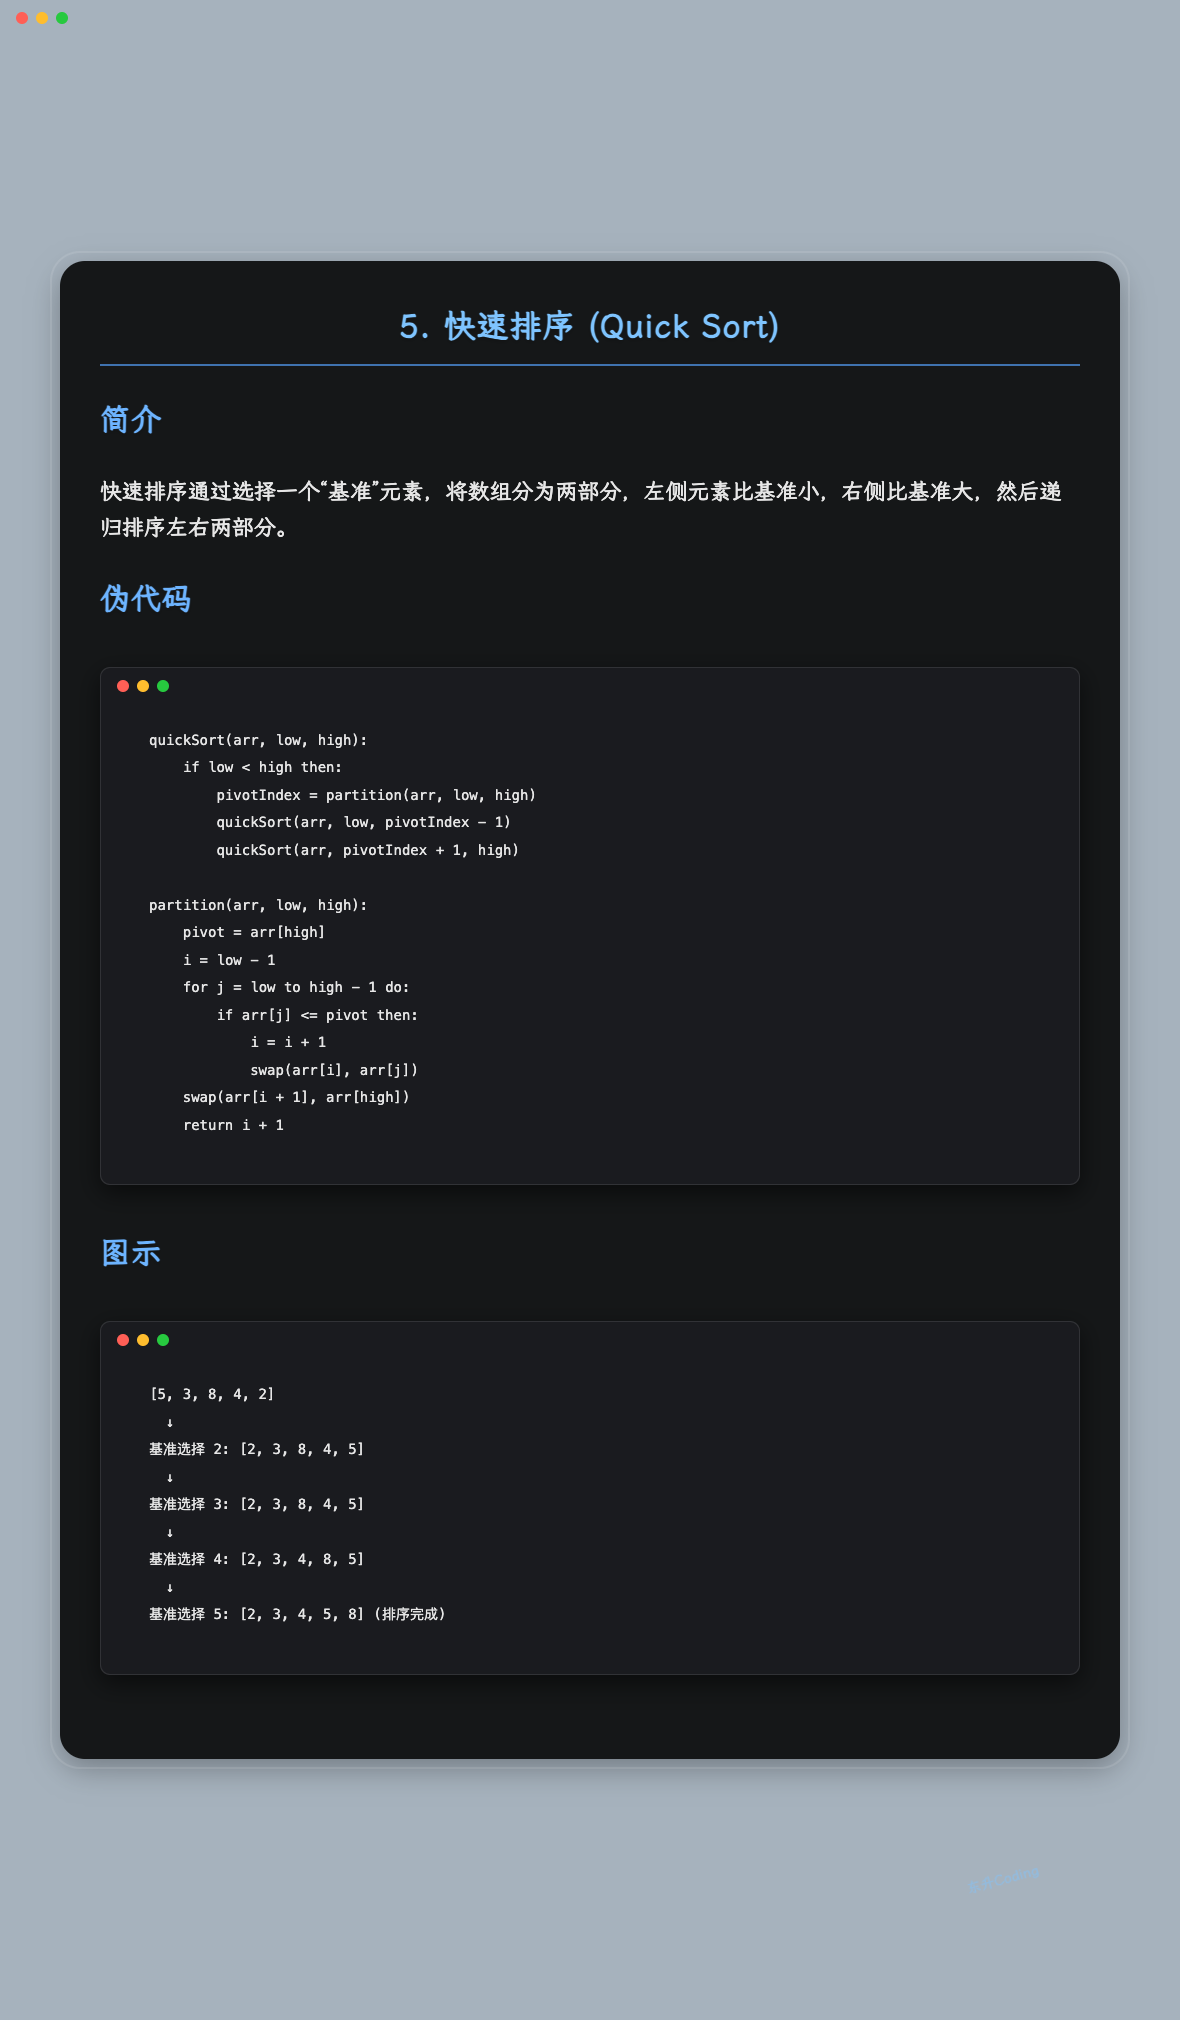 5. 快速排序 (Quick Sort)
简介
快速排序通过选择一个“基准”元素，将数组分为两部分，左侧元素比基准小，右侧比基准大，然后递
归排序左右两部分。
伪代码
quickSort(arr, low, high):
    if low < high then:
        pivotIndex = partition(arr, low, high)
        quickSort(arr, low, pivotIndex - 1)
        quickSort(arr, pivotIndex + 1, high)
partition(arr, low, high):
    pivot = arr[high]
    i = low - 1
    for j = low to high - 1 do:
        if arr[j] <= pivot then:
            i = i + 1
            swap(arr[i], arr[j])
    swap(arr[i + 1], arr[high])
    return i + 1
图示
[5, 3, 8, 4, 2]
  ↓
基准选择 2: [2, 3, 8, 4, 5]
  ↓
基准选择 3: [2, 3, 8, 4, 5]
  ↓
基准选择 4: [2, 3, 4, 8, 5]
  ↓
基准选择 5: [2, 3, 4, 5, 8] (排序完成)